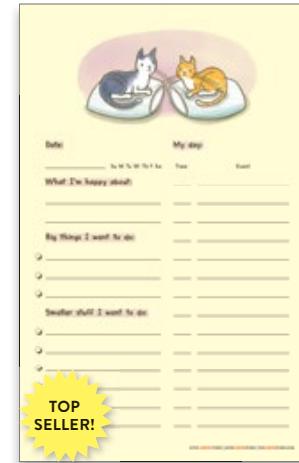 Date:
My day:
Su M Tu W Th F Sa
Time
Event
What I'm happy about:
Big things I want to do:
Smaller stuff I want to do:
TOP
SELLER!